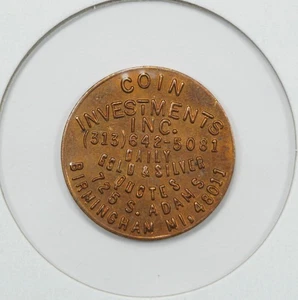 COIN
INVESTMENTS
INC.
(313)642-5081
DAILY
GOLD & SILVER
QUOTES
725 S. ADAMS
BIRMINGHAM MI. 48011